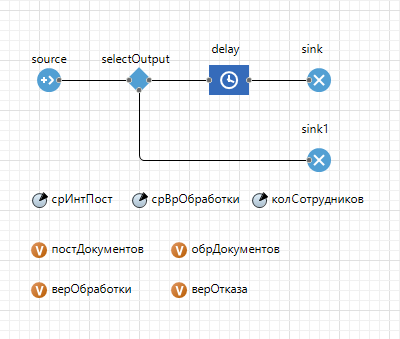 source
selectOutput
delay
sink
sink1
срИнтПост
срВрОбработки
колСотрудников
V постДокументов
V обрДокументов
V верОбработки
V верОтказа